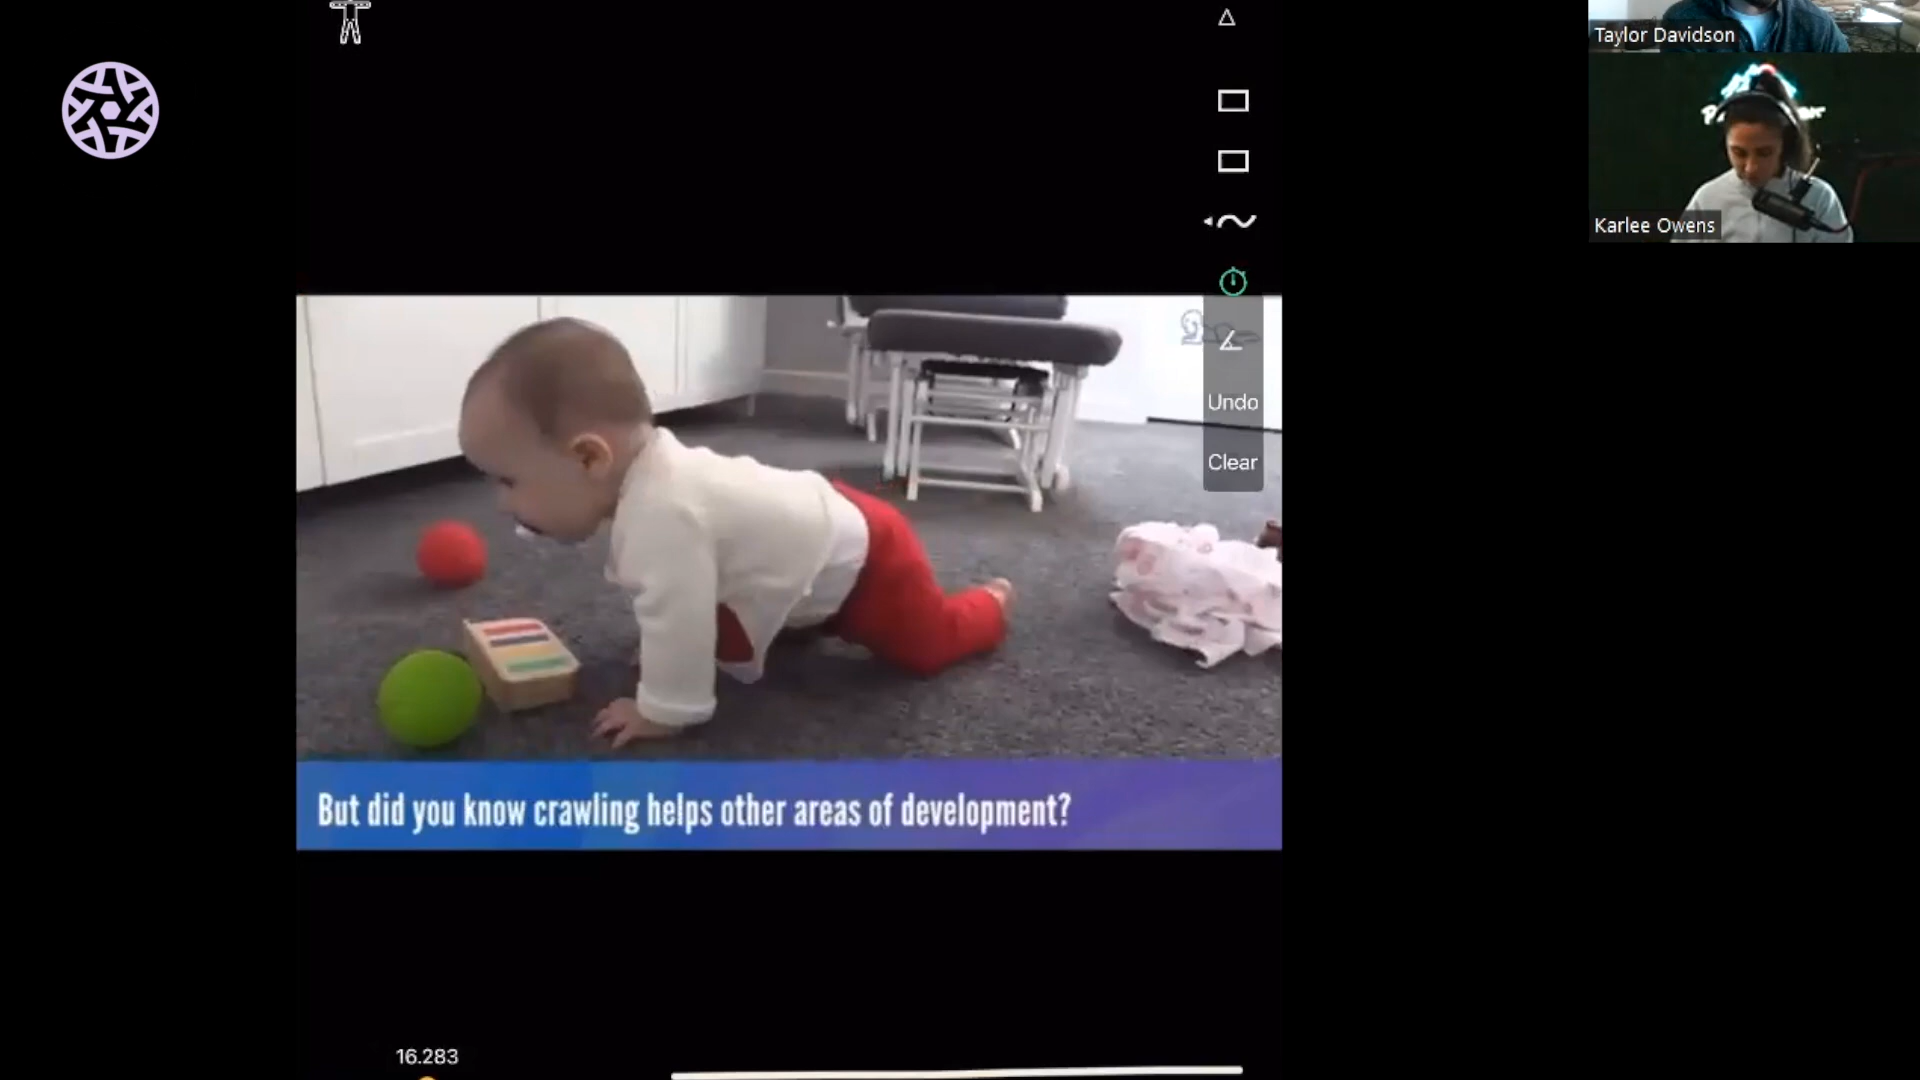 Taylor Davidson
Karlee Owens
Undo
Clear
But did you know crawling helps other areas of development?
16.283